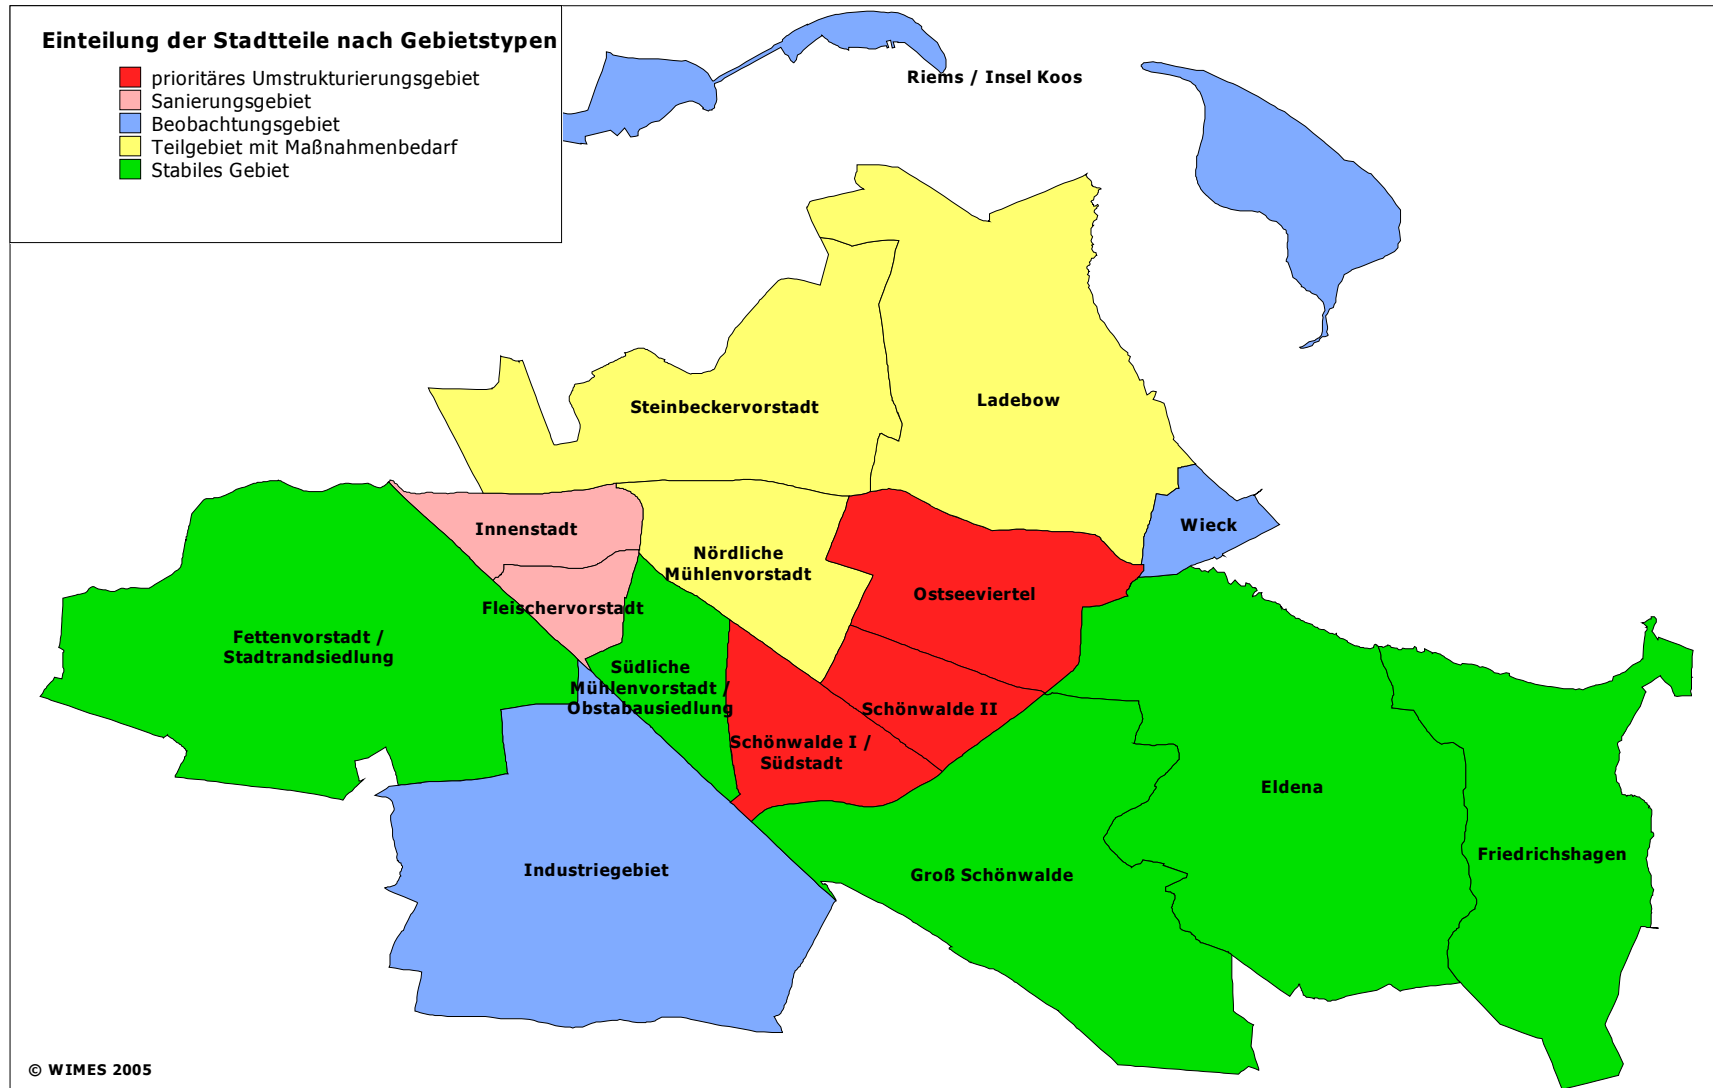 Einteilung der Stadtteile nach Gebietstypen
prioritäres Umstrukturierungsgebiet
Sanierungsgebiet
Beobachtungsgebiet
Teilgebiet mit Maßnahmenbedarf
Stabiles Gebiet
Riems / Insel Koos
Steinbeckervorstadt
Ladebow
Innenstadt
Wieck
Nördliche
Mühlenvorstadt
Fleischervorstadt
Ostseeviertel
Fettenvorstadt /
Stadtrandsiedlung
Südliche
Mühlenvorstadt /
Obstabausiedlung
Schönwalde II
Schönwalde I /
Südstadt
Eldena
Friedrichshagen
Industriegebiet
Groß Schönwalde
© WIMES 2005